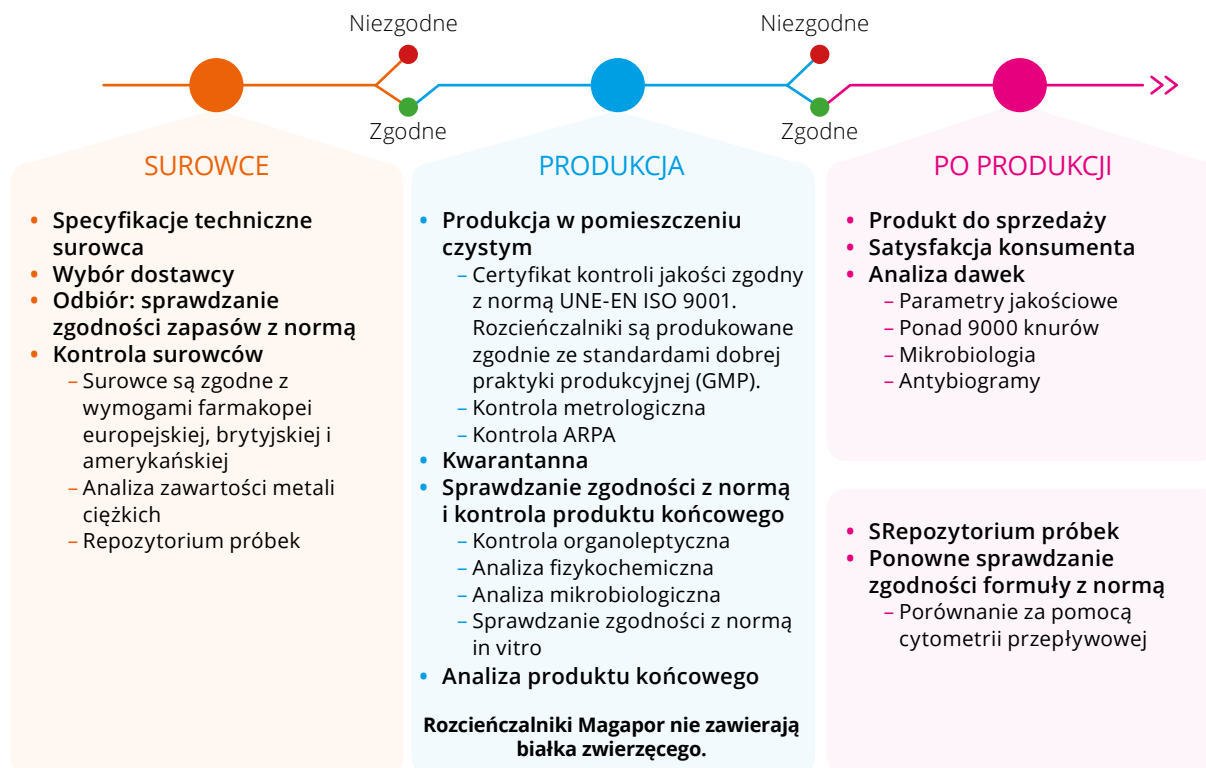 Niezgodne
Zgodne
Niezgodne
Zgodne
SUROWCE
• Specyfikacje techniczne
surowca
• Wybór dostawcy
• Odbiór: sprawdzanie
zgodności zapasów z normą
• Kontrola surowców
– Surowce są zgodne z
wymogami farmakopei
europejskiej, brytyjskiej i
amerykańskiej
– Analiza zawartości metali
ciężkich
– Repozytorium próbek
PRODUKCJA
• Produkcja w pomieszczeniu
czystym
– Certyfikat kontroli jakości zgodny
z normą UNE-EN ISO 9001.
Rozcieńczalniki są produkowane
zgodnie ze standardami dobrej
praktyki produkcyjnej (GMP).
– Kontrola metrologiczna
– Kontrola ARPA
• Kwarantanna
• Sprawdzanie zgodności z normą
i kontrola produktu końcowego
– Kontrola organoleptyczna
– Analiza fizykochemiczna
– Analiza mikrobiologiczna
– Sprawdzanie zgodności z normą
in vitro
• Analiza produktu końcowego
Rozcieńczalniki Magapor nie zawierają
białka zwierzęcego.
PO PRODUKCJI
• Produkt do sprzedaży
• Satysfakcja konsumenta
• Analiza dawek
– Parametry jakościowe
– Ponad 9000 knurów
– Mikrobiologia
– Antybiogramy
• SRepozytorium próbek
• Ponowne sprawdzanie
zgodności formuły z normą
– Porównanie za pomocą
cytometrii przepływowej